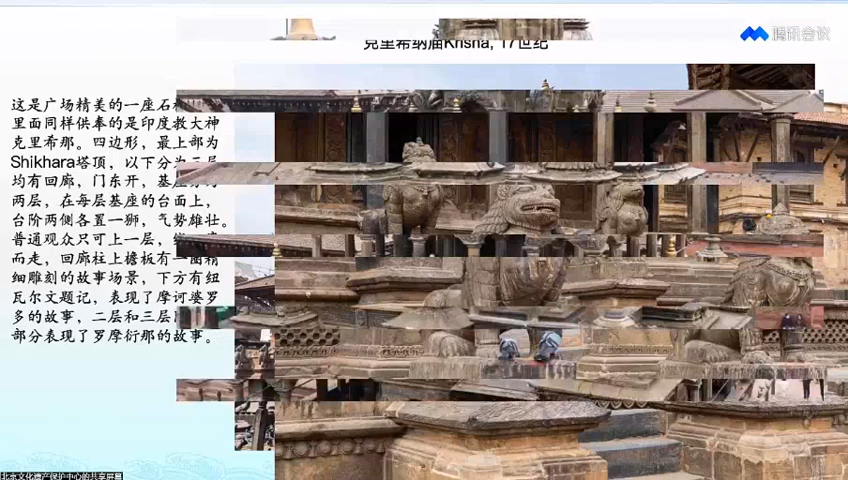 克里希纳庙Krisha, 17世纪
腾讯会议
这是广场精美的一座石
里面同样供奉的是印度教大神
克里希那。四边形，最上部为
Shikhara塔顶，以下分为三层
均有回廊，门东开，基座分为
两层，在每层基座的台面上，
台阶两侧各置一狮，气势雄壮。
普通观众只可上一层，
而走，回廊柱上檐板有一圈精
细雕刻的故事场景，下方有纽
瓦尔文题记，表现了摩诃婆罗
多的故事，二层和三层
部分表现了罗摩衍那的故事。
北京文化遗产保护中心的共享屏幕